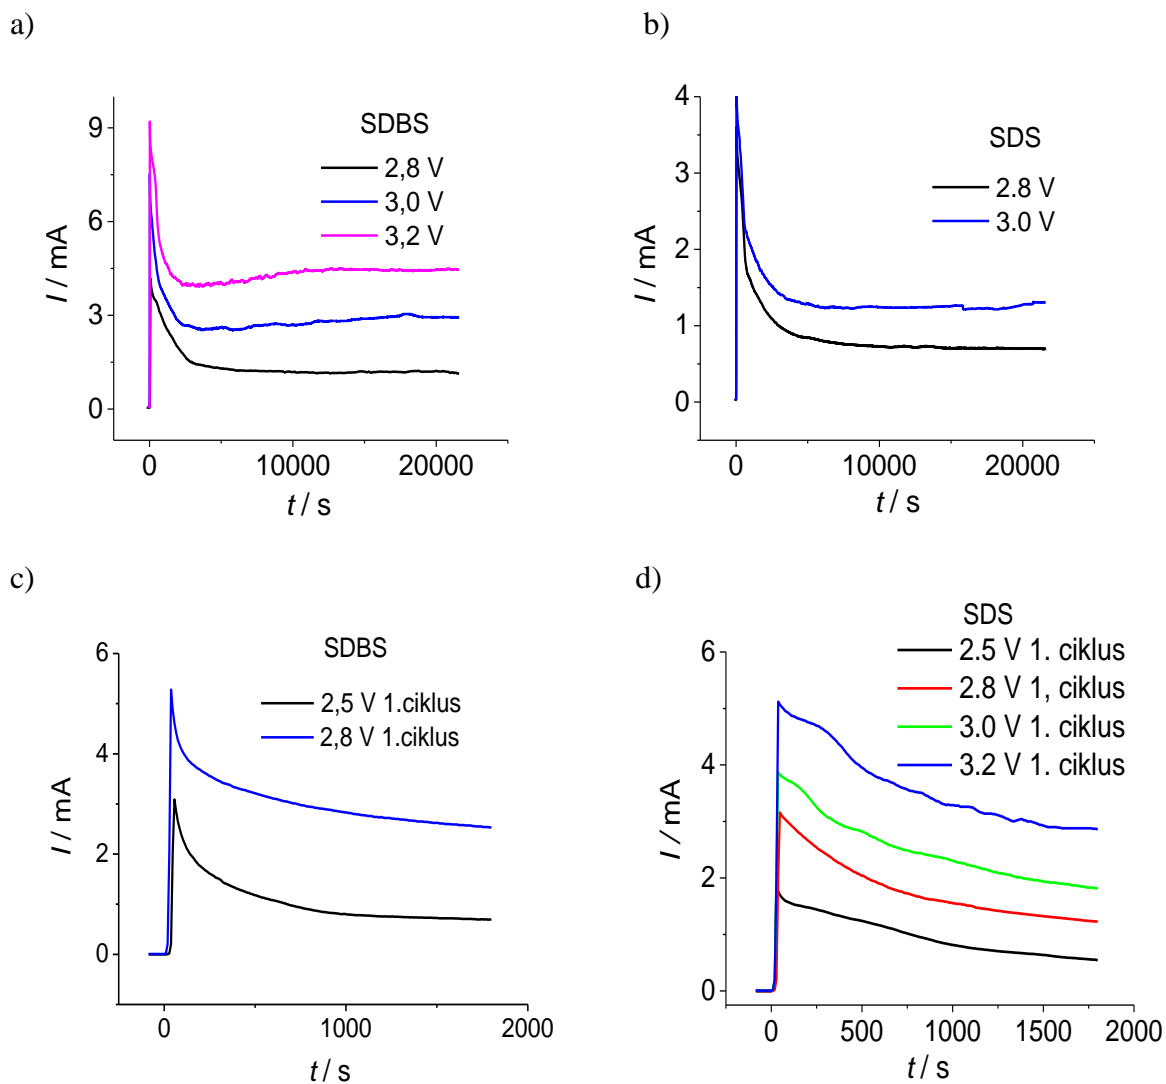 a)
SDBS
2,8 V
3,0 V
3,2 V
9
6
3
0
I / mA
0 10000 20000
t / s
b)
SDS
2.8 V
3.0 V
4
3
2
1
0
I / mA
0 10000 20000
t / s
c)
SDBS
2,5 V 1.ciklus
2,8 V 1.ciklus
6
4
2
0
I / mA
0 1000 2000
t / s
d)
SDS
2.5 V 1. ciklus
2.8 V 1, ciklus
3.0 V 1. ciklus
3.2 V 1. ciklus
6
4
2
0
I / mA
0 500 1000 1500 2000
t / s